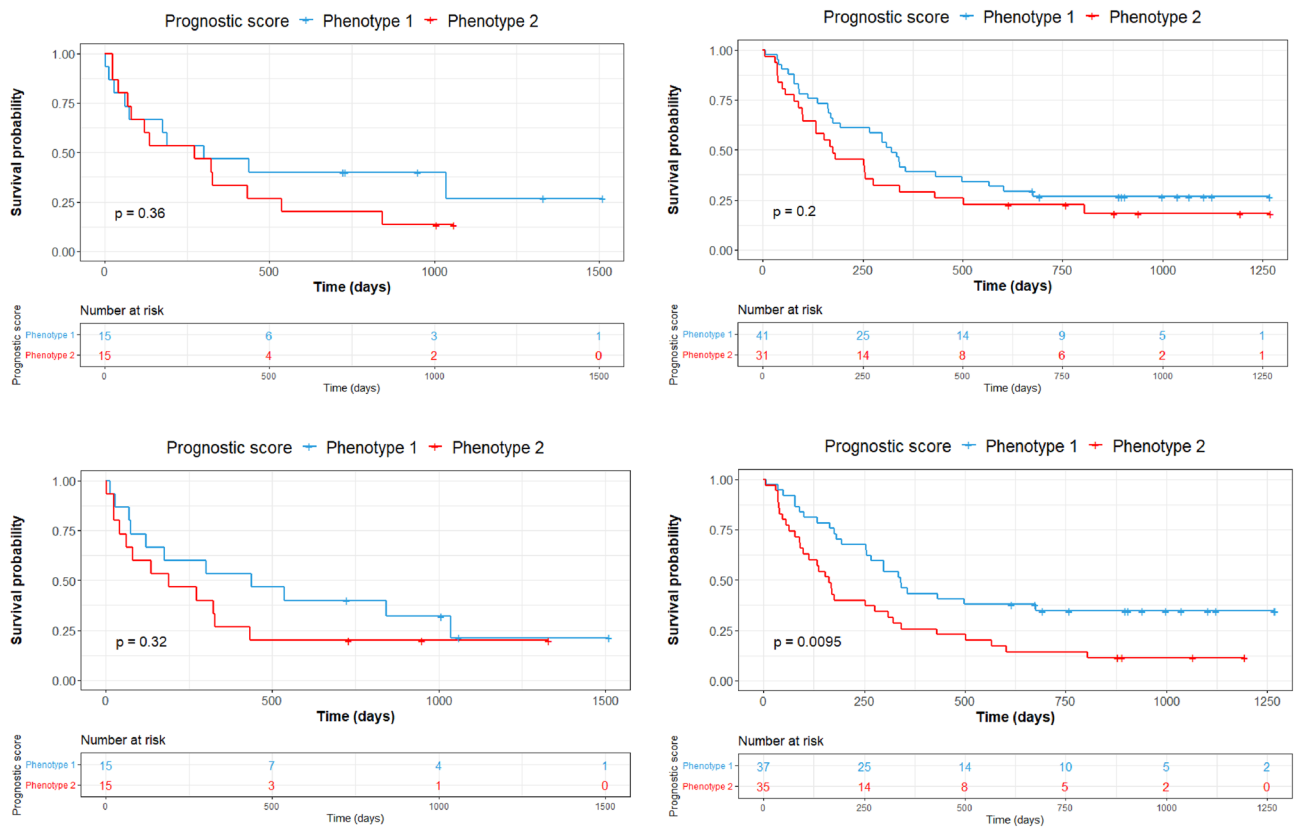 Prognostic score Phenotype 1 Phenotype 2
Survival probability
1.00
0.75
0.50
0.25
0.00
p = 0.36
0 500 1000 1500
Time (days)
Number at risk
Prognostic score
Phenotype 1 15 6 3 1
Phenotype 2 15 4 2 0
0 500 1000 1500
Time (days)
Prognostic score Phenotype 1 Phenotype 2
Survival probability
1.00
0.75
0.50
0.25
0.00
p = 0.2
0 250 500 750 1000 1250
Time (days)
Number at risk
Prognostic score
Phenotype 1 41 25 14 9 5 1
Phenotype 2 31 14 8 6 2 1
0 250 500 750 1000 1250
Time (days)
Prognostic score Phenotype 1 Phenotype 2
Survival probability
1.00
0.75
0.50
0.25
0.00
p = 0.32
0 500 1000 1500
Time (days)
Number at risk
Prognostic score
Phenotype 1 15 7 4 1
Phenotype 2 15 3 1 0
0 500 1000 1500
Time (days)
Prognostic score Phenotype 1 Phenotype 2
Survival probability
1.00
0.75
0.50
0.25
0.00
p = 0.0095
0 250 500 750 1000 1250
Time (days)
Number at risk
Prognostic score
Phenotype 1 37 25 14 10 5 2
Phenotype 2 35 14 8 5 2 0
0 250 500 750 1000 1250
Time (days)